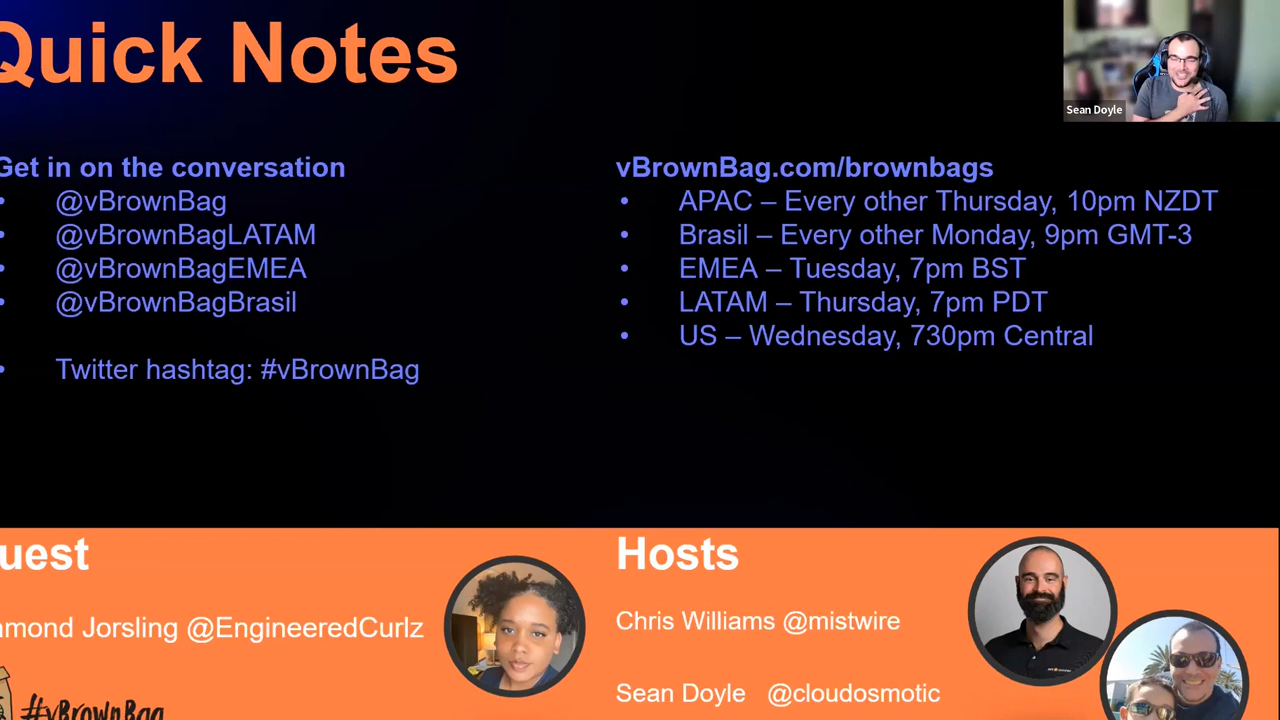 Quick Notes
Sean Doyle
Get in on the conversation
• @vBrownBag
• @vBrownBagLATAM
• @vBrownBagEMEA
• @vBrownBagBrasil
• Twitter hashtag: #vBrownBag
vBrownBag.com/brownbags
• APAC – Every other Thursday, 10pm NZDT
• Brasil – Every other Monday, 9pm GMT-3
• EMEA – Tuesday, 7pm BST
• LATAM – Thursday, 7pm PDT
• US – Wednesday, 730pm Central
uest
mond Jorsling @EngineeredCurlz
#vBrownBag
Hosts
Chris Williams @mistwire
Sean Doyle @cloudosmotic